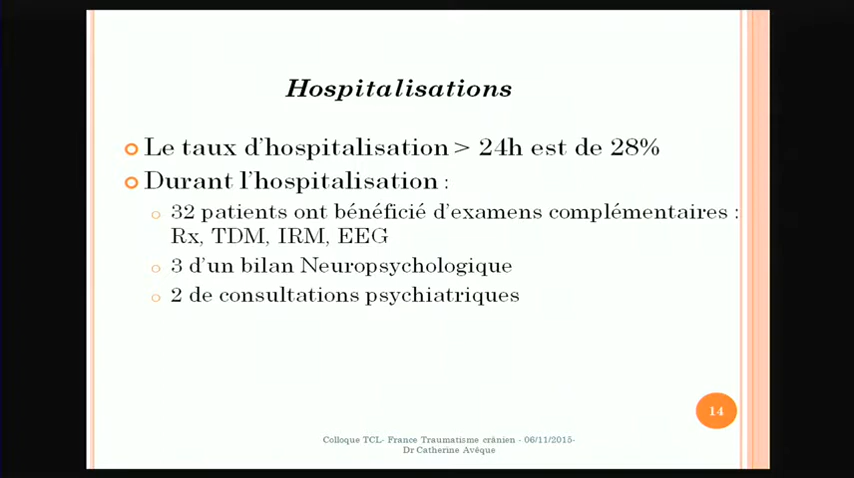 Hospitalisations
Le taux d'hospitalisation > 24h est de 28%
Durant l'hospitalisation :
32 patients ont bénéficié d'examens complémentaires :
Rx, TDM, IRM, EEG
3 d'un bilan Neuropsychologique
2 de consultations psychiatriques
14
Colloque TCL- France Traumatisme crânien - 06/11/2015-
Dr Catherine Avêque